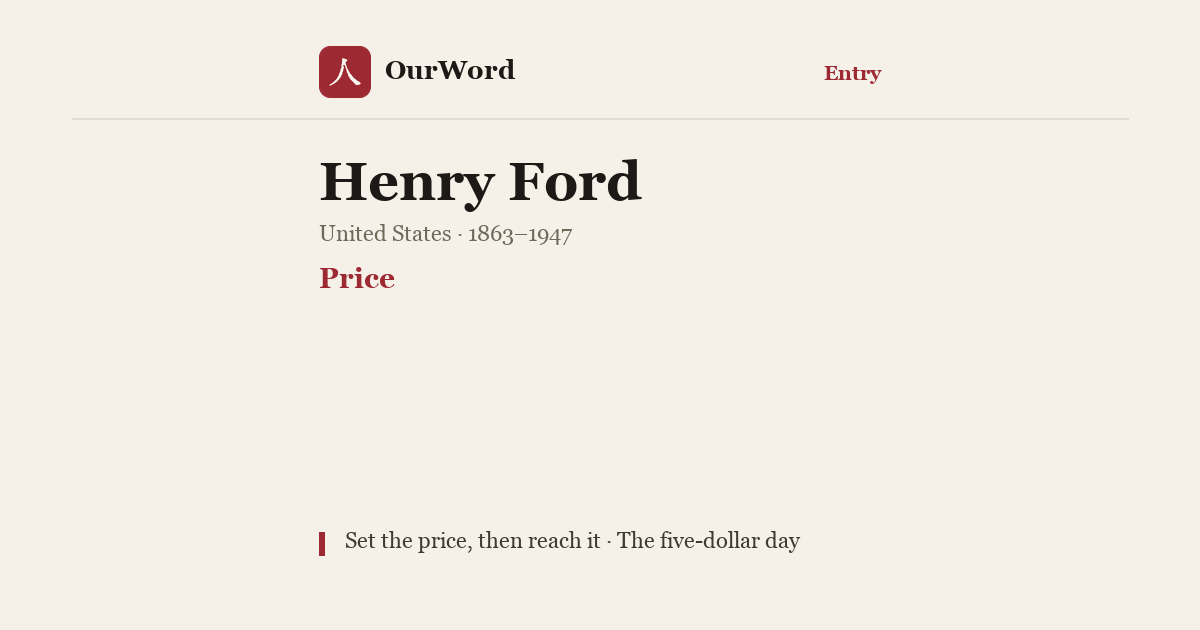 人 OurWord
Entry
Henry Ford
United States · 1863–1947
Price
Set the price, then reach it · The five-dollar day